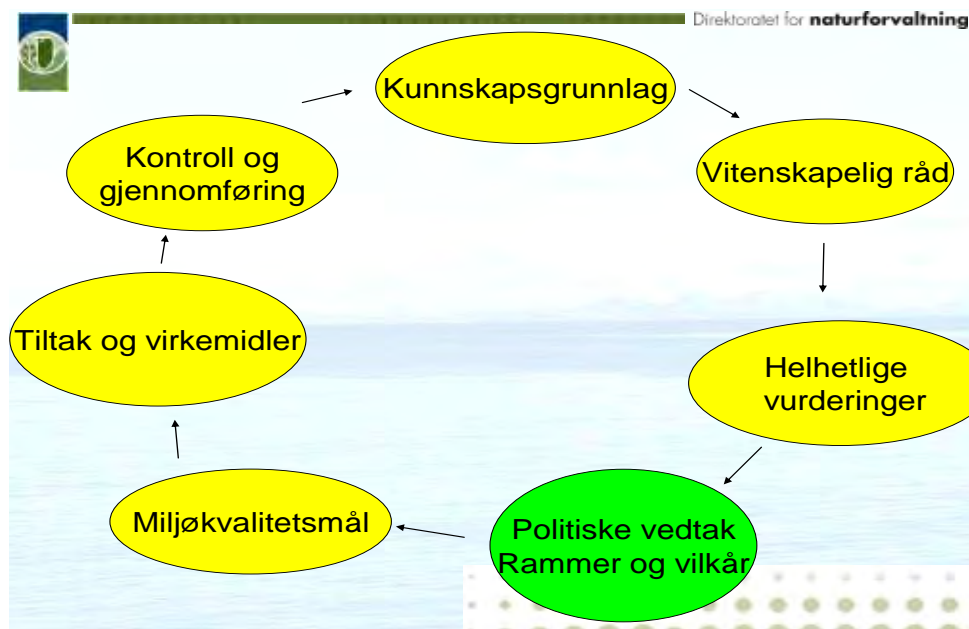 Direktoratet for naturforvaltning
Kunnskapsgrunnlag
Vitenskapelig råd
Helhetlige
vurderinger
Politiske vedtak
Rammer og vilkår
Miljøkvalitetsmål
Tiltak og virkemidler
Kontroll og
gjennomføring